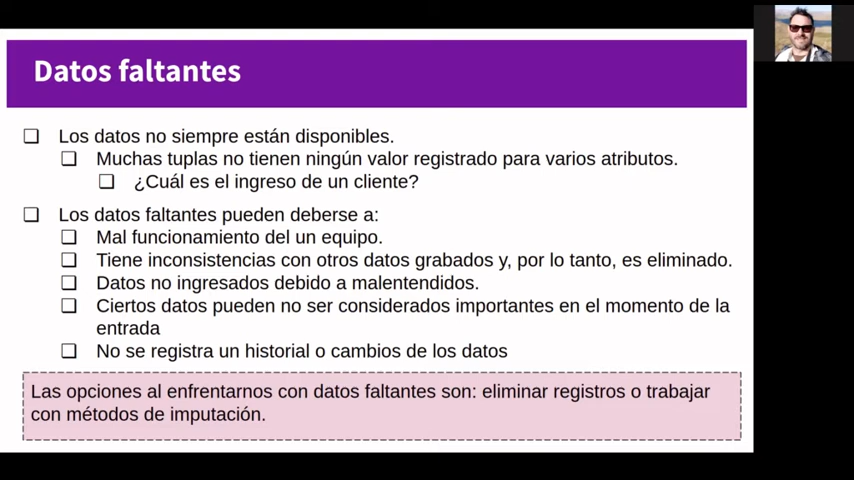 Datos faltantes
❏ Los datos no siempre están disponibles.
❏ Muchas tuplas no tienen ningún valor registrado para varios atributos.
❏ ¿Cuál es el ingreso de un cliente?
❏ Los datos faltantes pueden deberse a:
❏ Mal funcionamiento del un equipo.
❏ Tiene inconsistencias con otros datos grabados y, por lo tanto, es eliminado.
❏ Datos no ingresados debido a malentendidos.
❏ Ciertos datos pueden no ser considerados importantes en el momento de la
entrada
❏ No se registra un historial o cambios de los datos
Las opciones al enfrentarnos con datos faltantes son: eliminar registros o trabajar
con métodos de imputación.